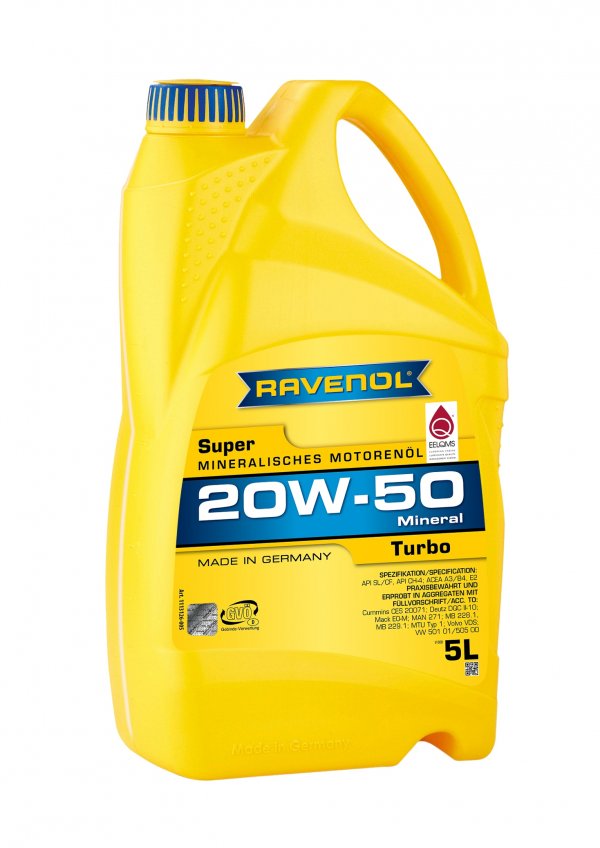 RAVENOL®
EELQMS
Super
MINERALISCHES MOTORENÖL
20W-50
Mineral
MADE IN GERMANY
Turbo
SPEZIFIKATION/SPECIFICATION:
API SL/CF, API CH-4; ACEA A3/B4, E2
PRAXISBEWÄHRT UND
ERPROBT IN AGGREGATEN MIT
FÜLLVORSCHRIFT/ACC. TO:
Cummins CES 20071; Deutz DQC II-10;
Mack EO-M; MAN 271; MB 228.1,
MB 229.1; MTU Typ 1; Volvo VDS;
VW 501 01/505 00
GVÖ
Gebinde-Verwertung
5L
Made in Germany